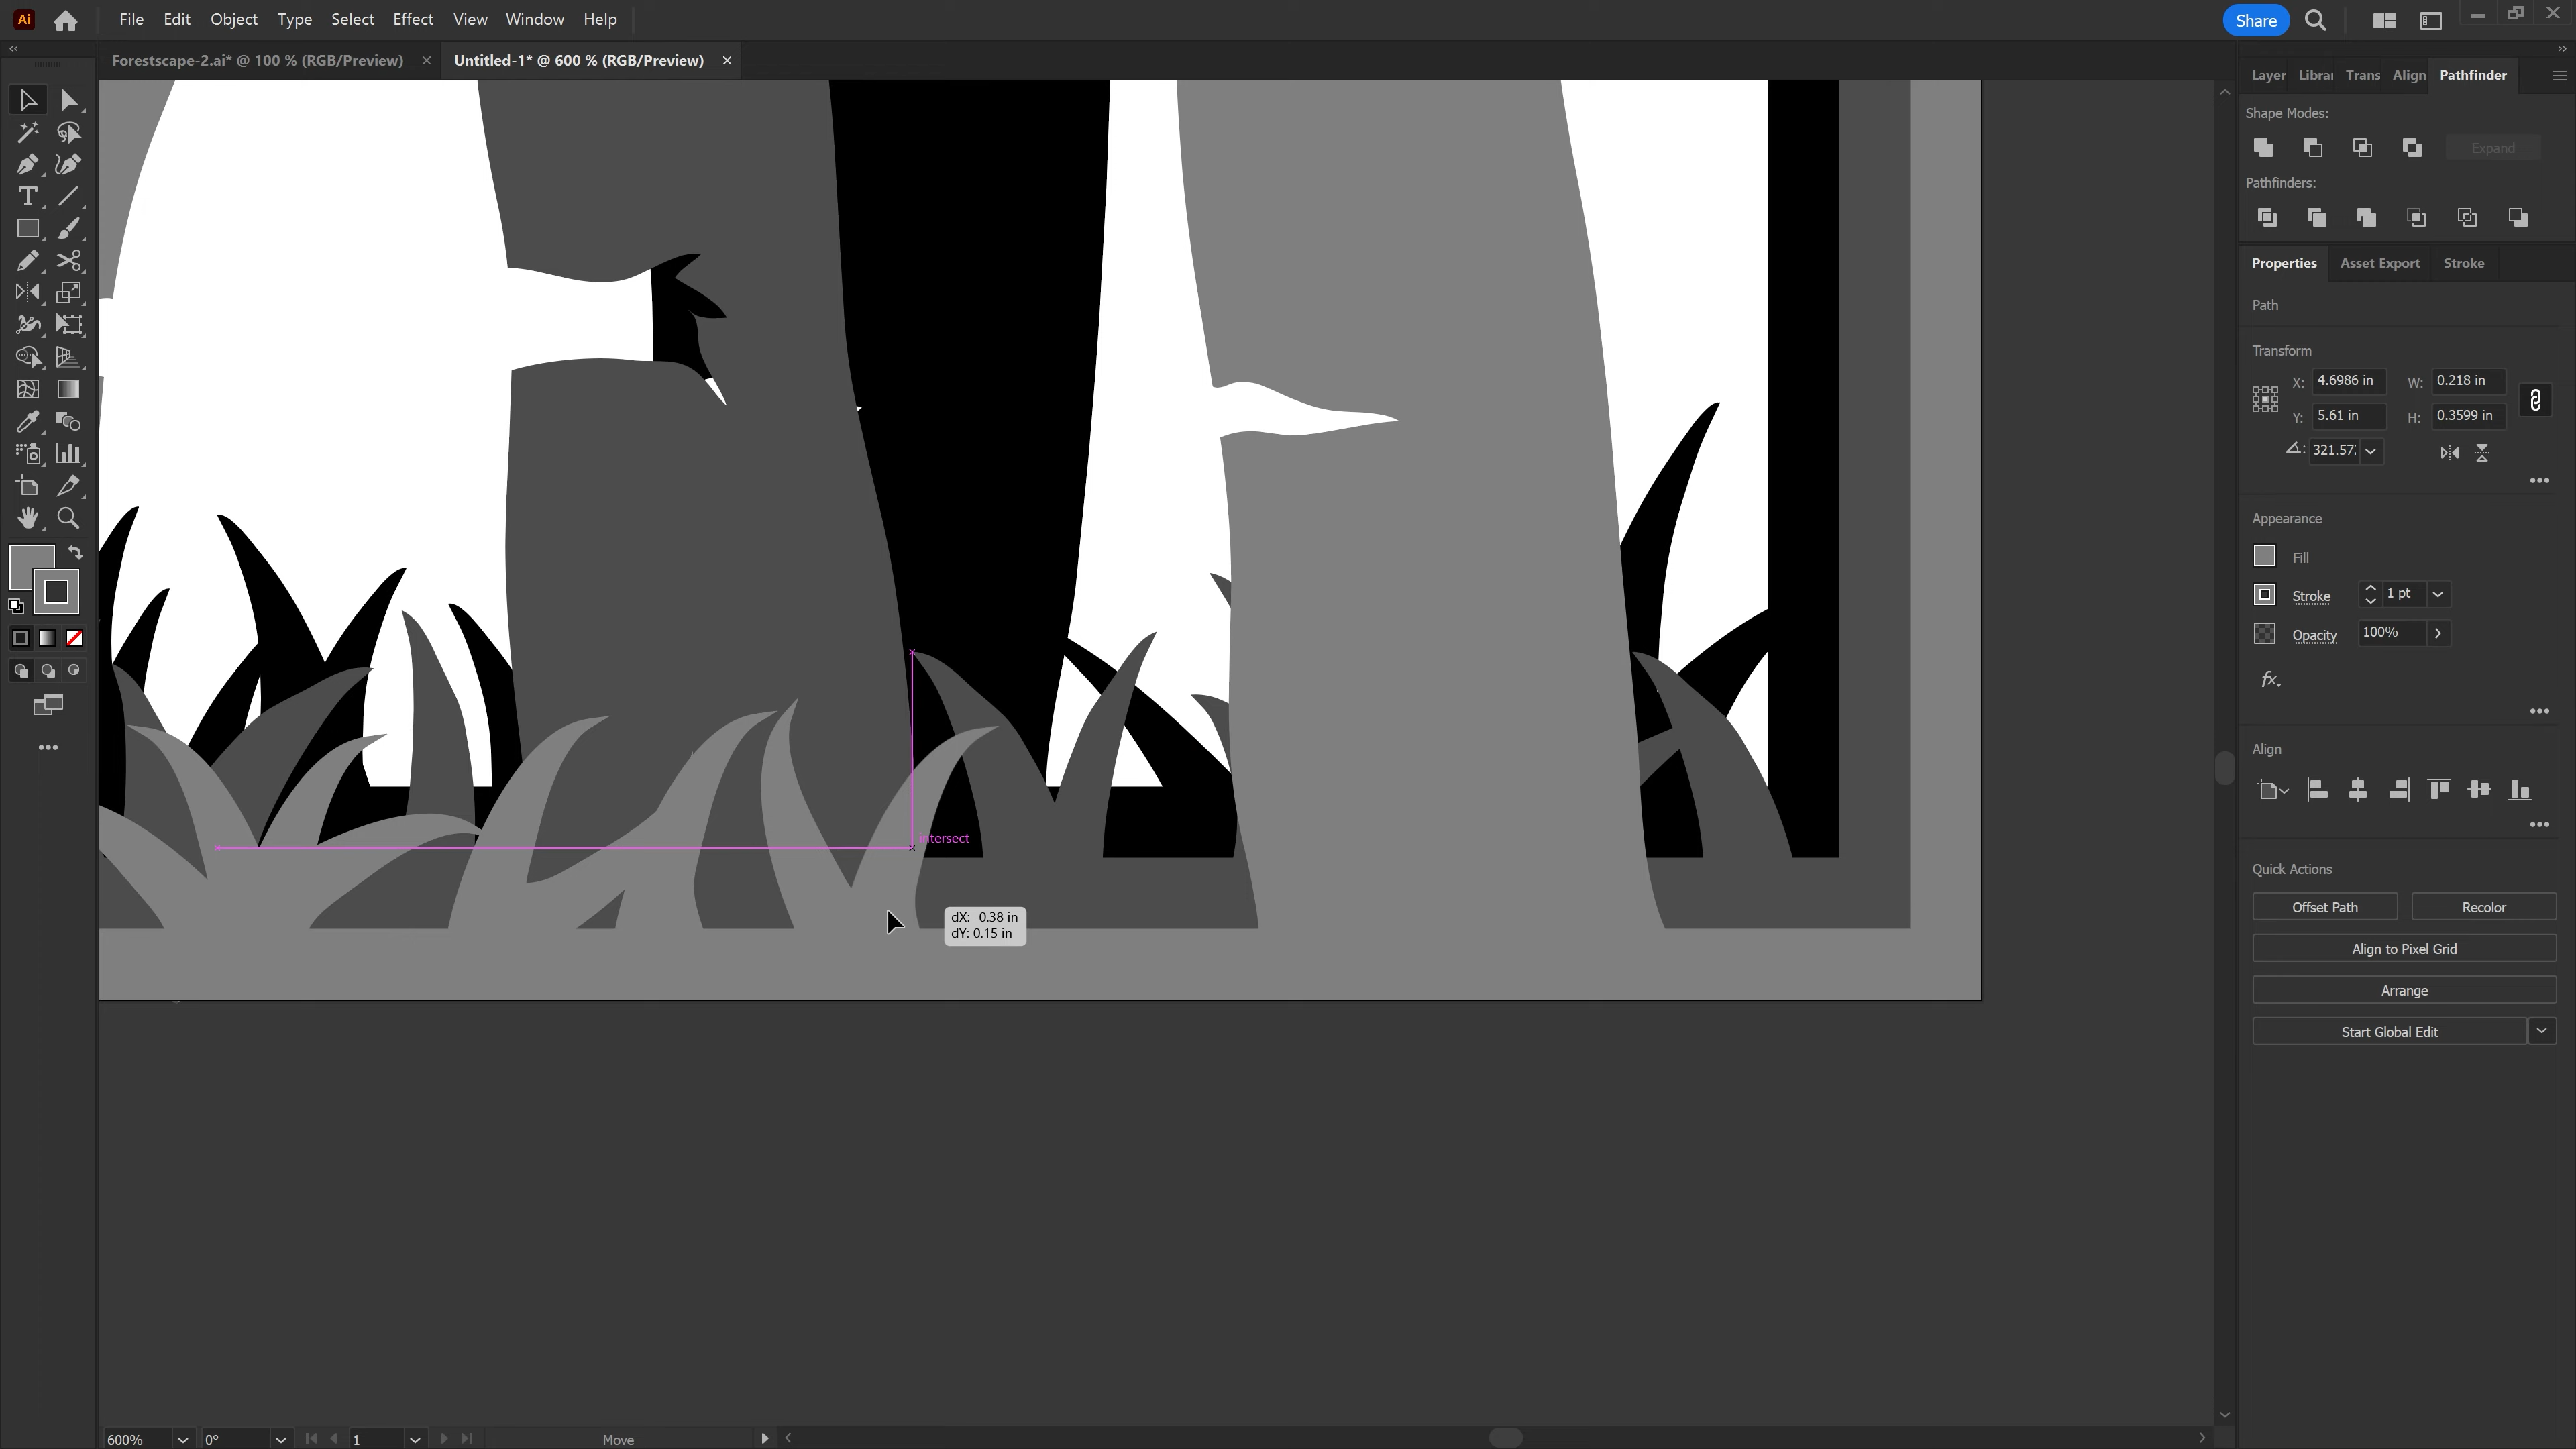 Ai File Edit Object Type Select Effect View Window Help Share
Forestscape-2.ai* @ 100 % (RGB/Preview) × Untitled-1* @ 600 % (RGB/Preview) ×
Layer Librar Trans Align Pathfinder
Shape Modes:
Expand
Pathfinders:
Properties Asset Export Stroke
Path
Transform
X: 4.6986 in W: 0.218 in
Y: 5.61 in H: 0.3599 in
321.57
Appearance
Fill
Stroke 1 pt
Opacity 100%
fx
intersect
dX: -0.38 in
dY: 0.15 in
Align
Quick Actions
Offset Path Recolor
Align to Pixel Grid
Arrange
Start Global Edit
600% 0° 1 Move